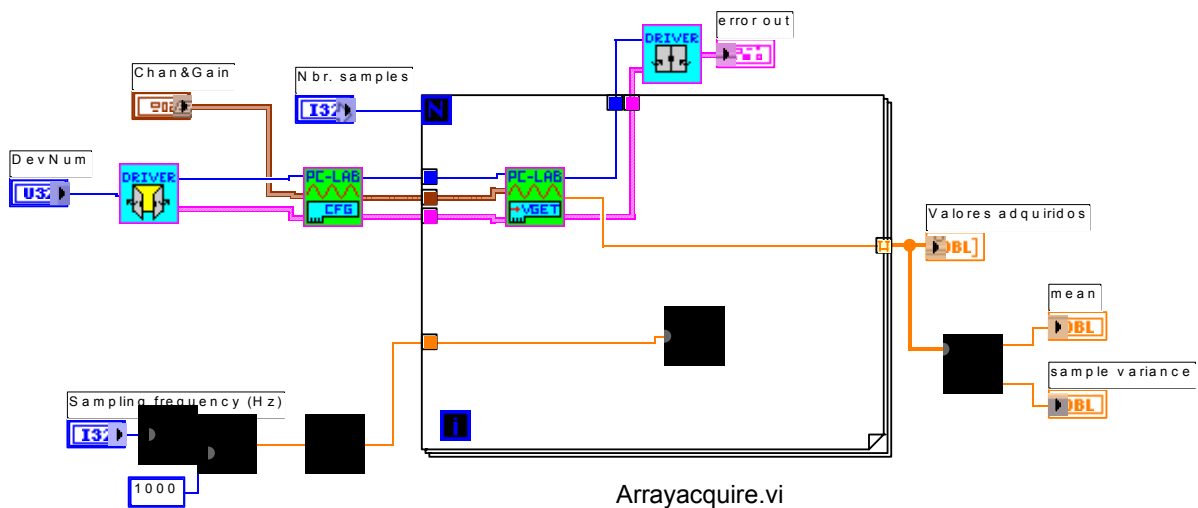 error out
DRIVER
Chan&Gain
Nbr. samples
I32
N
DevNum
U32
DRIVER
PC-LAB
CFG
PC-LAB
VGET
Valores adquiridos
DBL]
mean
DBL
sample variance
DBL
Sampling frequency (Hz)
I32
i
1000
Arrayacquire.vi